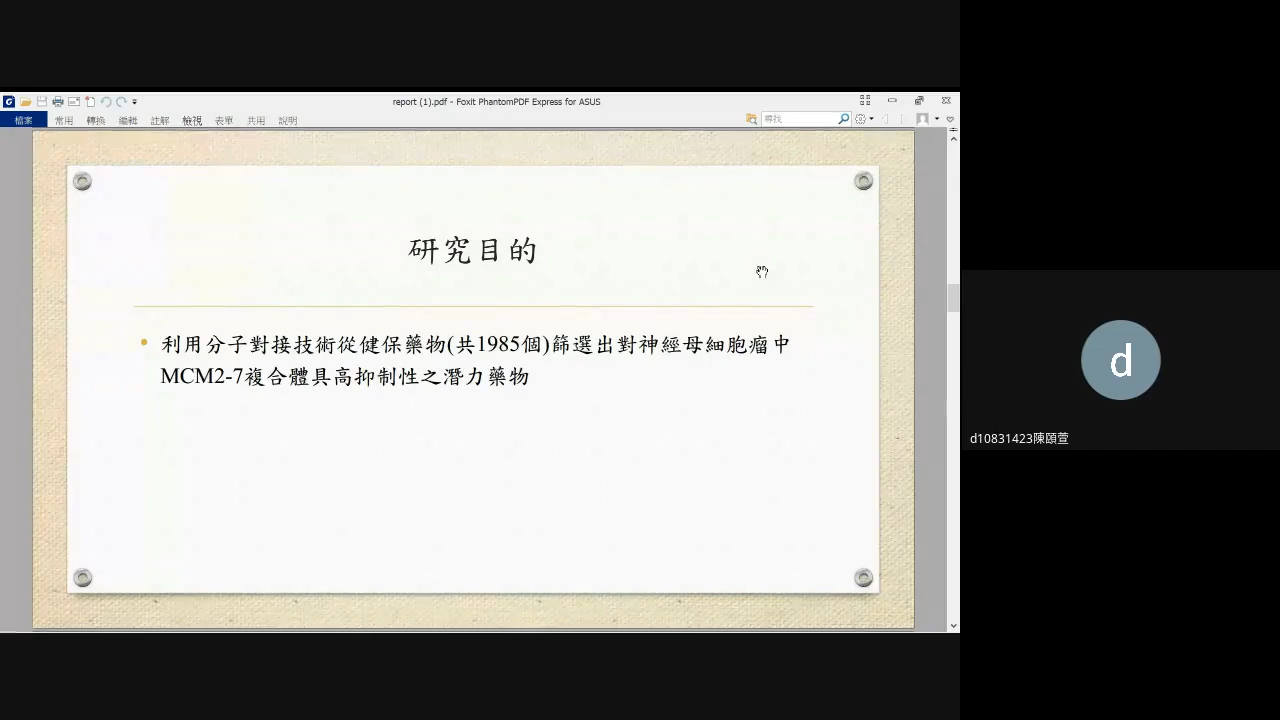 report (1).pdf - Foxit PhantomPDF Express for ASUS
檔案 常用 轉換 編輯 註解 檢視 表單 共用 說明
尋找
研究目的
• 利用分子對接技術從健保藥物(共1985個)篩選出對神經母細胞瘤中
MCM2-7複合體具高抑制性之潛力藥物
d
d10831423陳頤萱